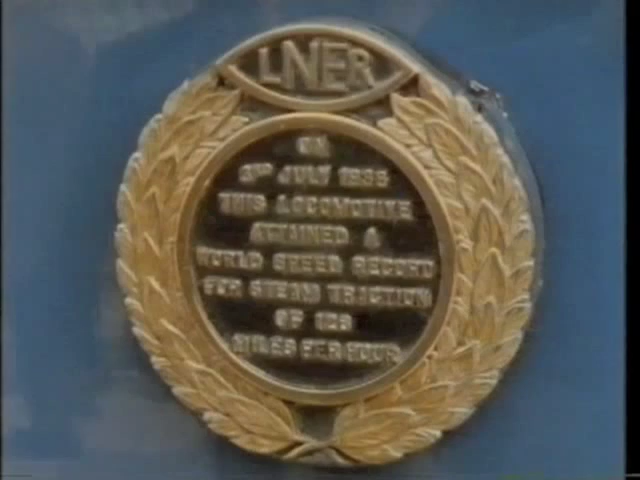 LNER
ON
3RD JULY 1938
THIS LOCOMOTIVE
ATTAINED A
WORLD SPEED RECORD
FOR STEAM TRACTION
OF 126
MILES PER HOUR